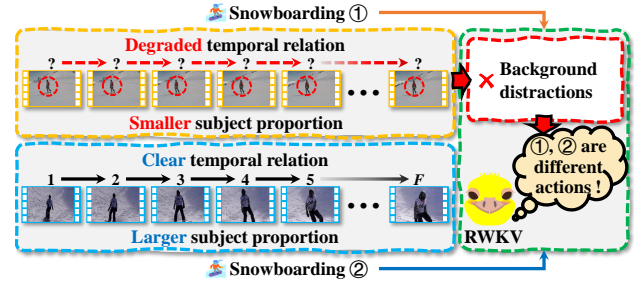 Snowboarding ①
Degraded temporal relation
? ? ? ? ? ?
Smaller subject proportion
Background
distractions
Clear temporal relation
1 2 3 4 5 F
Larger subject proportion
①, ② are
different
actions !
RWKV
Snowboarding ②